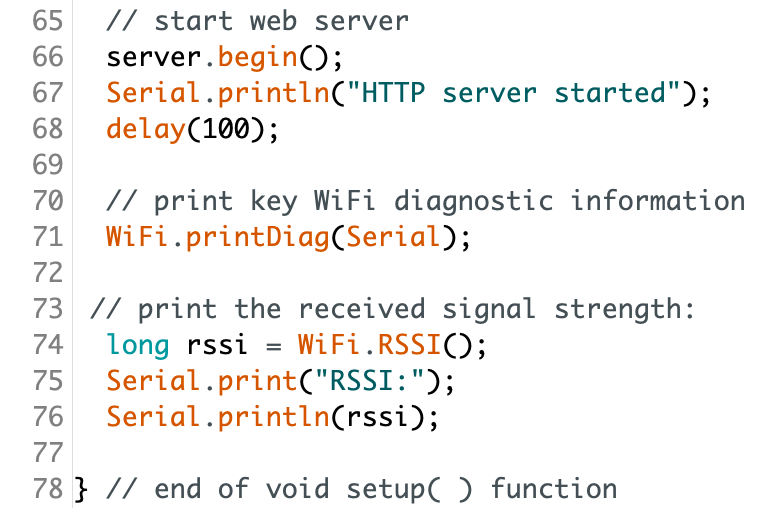 65 // start web server
66 server.begin();
67 Serial.println("HTTP server started");
68 delay(100);
69
70 // print key WiFi diagnostic information
71 WiFi.printDiag(Serial);
72
73 // print the received signal strength:
74 long rssi = WiFi.RSSI();
75 Serial.print("RSSI:");
76 Serial.println(rssi);
77
78 } // end of void setup( ) function